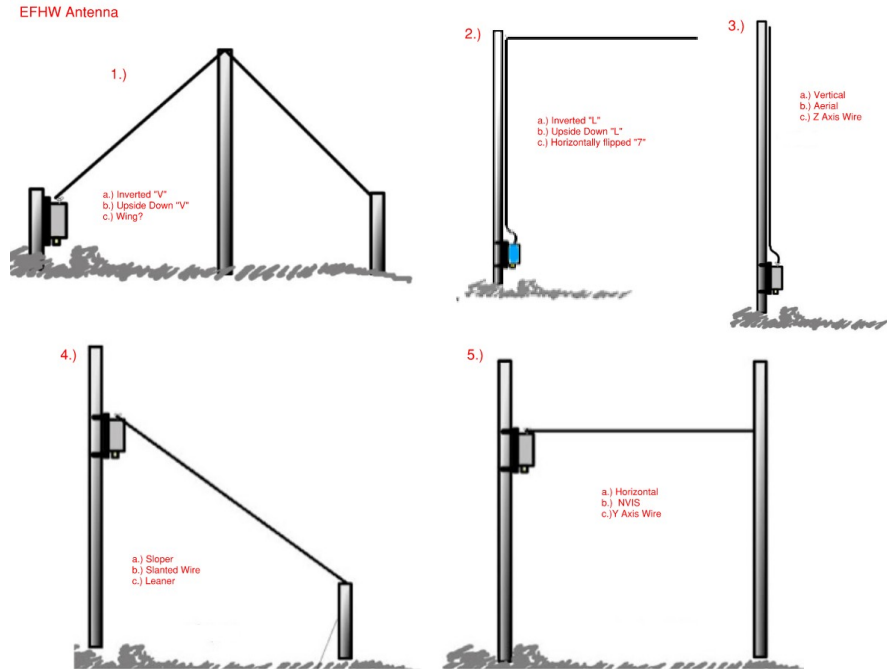 EFHW Antenna
1.)
a.) Inverted "V"
b.) Upside Down "V"
c.) Wing?
2.)
a.) Inverted "L"
b.) Upside Down "L"
c.) Horizontally flipped "7"
3.)
a.) Vertical
b.) Aerial
c.) Z Axis Wire
4.)
a.) Sloper
b.) Slanted Wire
c.) Leaner
5.)
a.) Horizontal
b.) NVIS
c.)Y Axis Wire